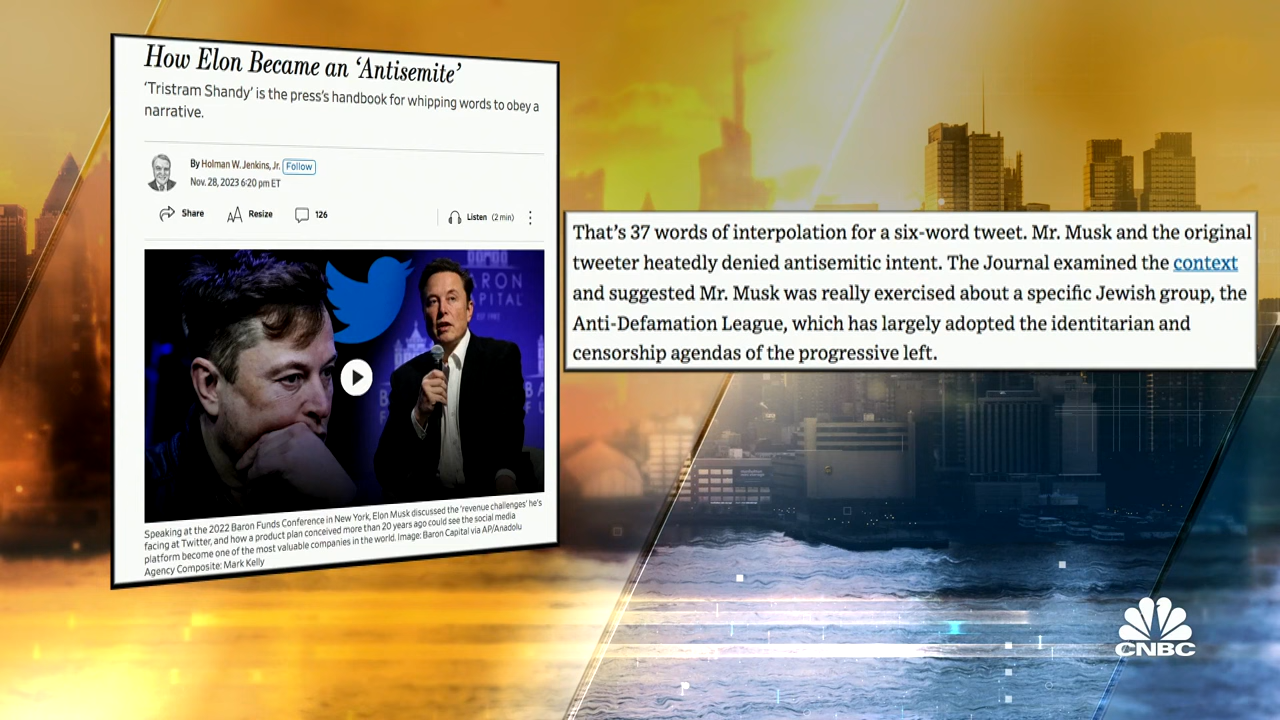 How Elon Became an ‘Antisemite’
‘Tristram Shandy’ is the press’s handbook for whipping words to obey a
narrative.
By Holman W. Jenkins, Jr. Follow
Nov. 28, 2023 6:20 pm ET
Share AA Resize 126 Listen (2 min)
BARON
CAPITAL
Speaking at the 2022 Baron Funds Conference in New York, Elon Musk discussed the ‘revenue challenges’ he’s
facing at Twitter, and how a product plan conceived more than 20 years ago could see the social media
platform become one of the most valuable companies in the world. Image: Baron Capital via AP/Anadolu
Agency Composite: Mark Kelly
That’s 37 words of interpolation for a six-word tweet. Mr. Musk and the original
tweeter heatedly denied antisemitic intent. The Journal examined the context
and suggested Mr. Musk was really exercised about a specific Jewish group, the
Anti-Defamation League, which has largely adopted the identitarian and
censorship agendas of the progressive left.
CNBC